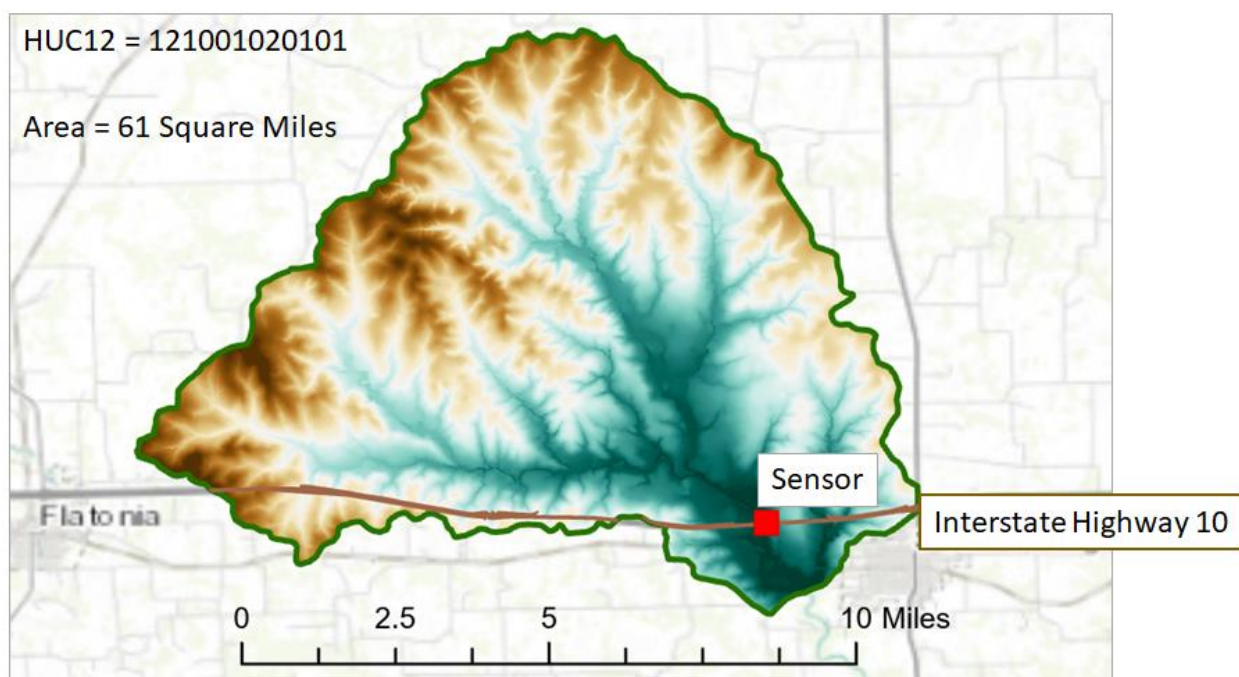 HUC12 = 121001020101
Area = 61 Square Miles
Sensor
Interstate Highway 10
Flatonia
0 2.5 5 10 Miles